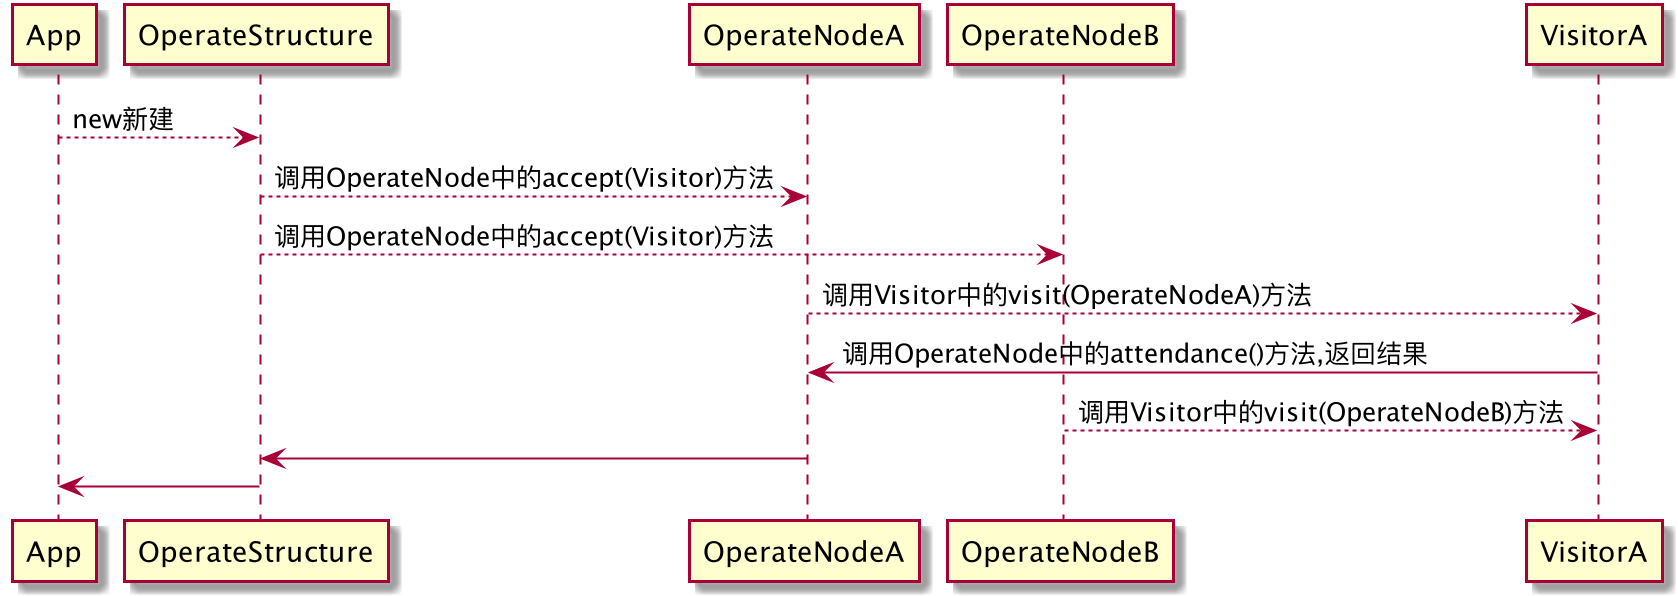 App
OperateStructure
OperateNodeA
OperateNodeB
VisitorA
new新建
调用OperateNode中的accept(Visitor)方法
调用OperateNode中的accept(Visitor)方法
调用Visitor中的visit(OperateNodeA)方法
调用OperateNode中的attendance()方法,返回结果
调用Visitor中的visit(OperateNodeB)方法
App
OperateStructure
OperateNodeA
OperateNodeB
VisitorA